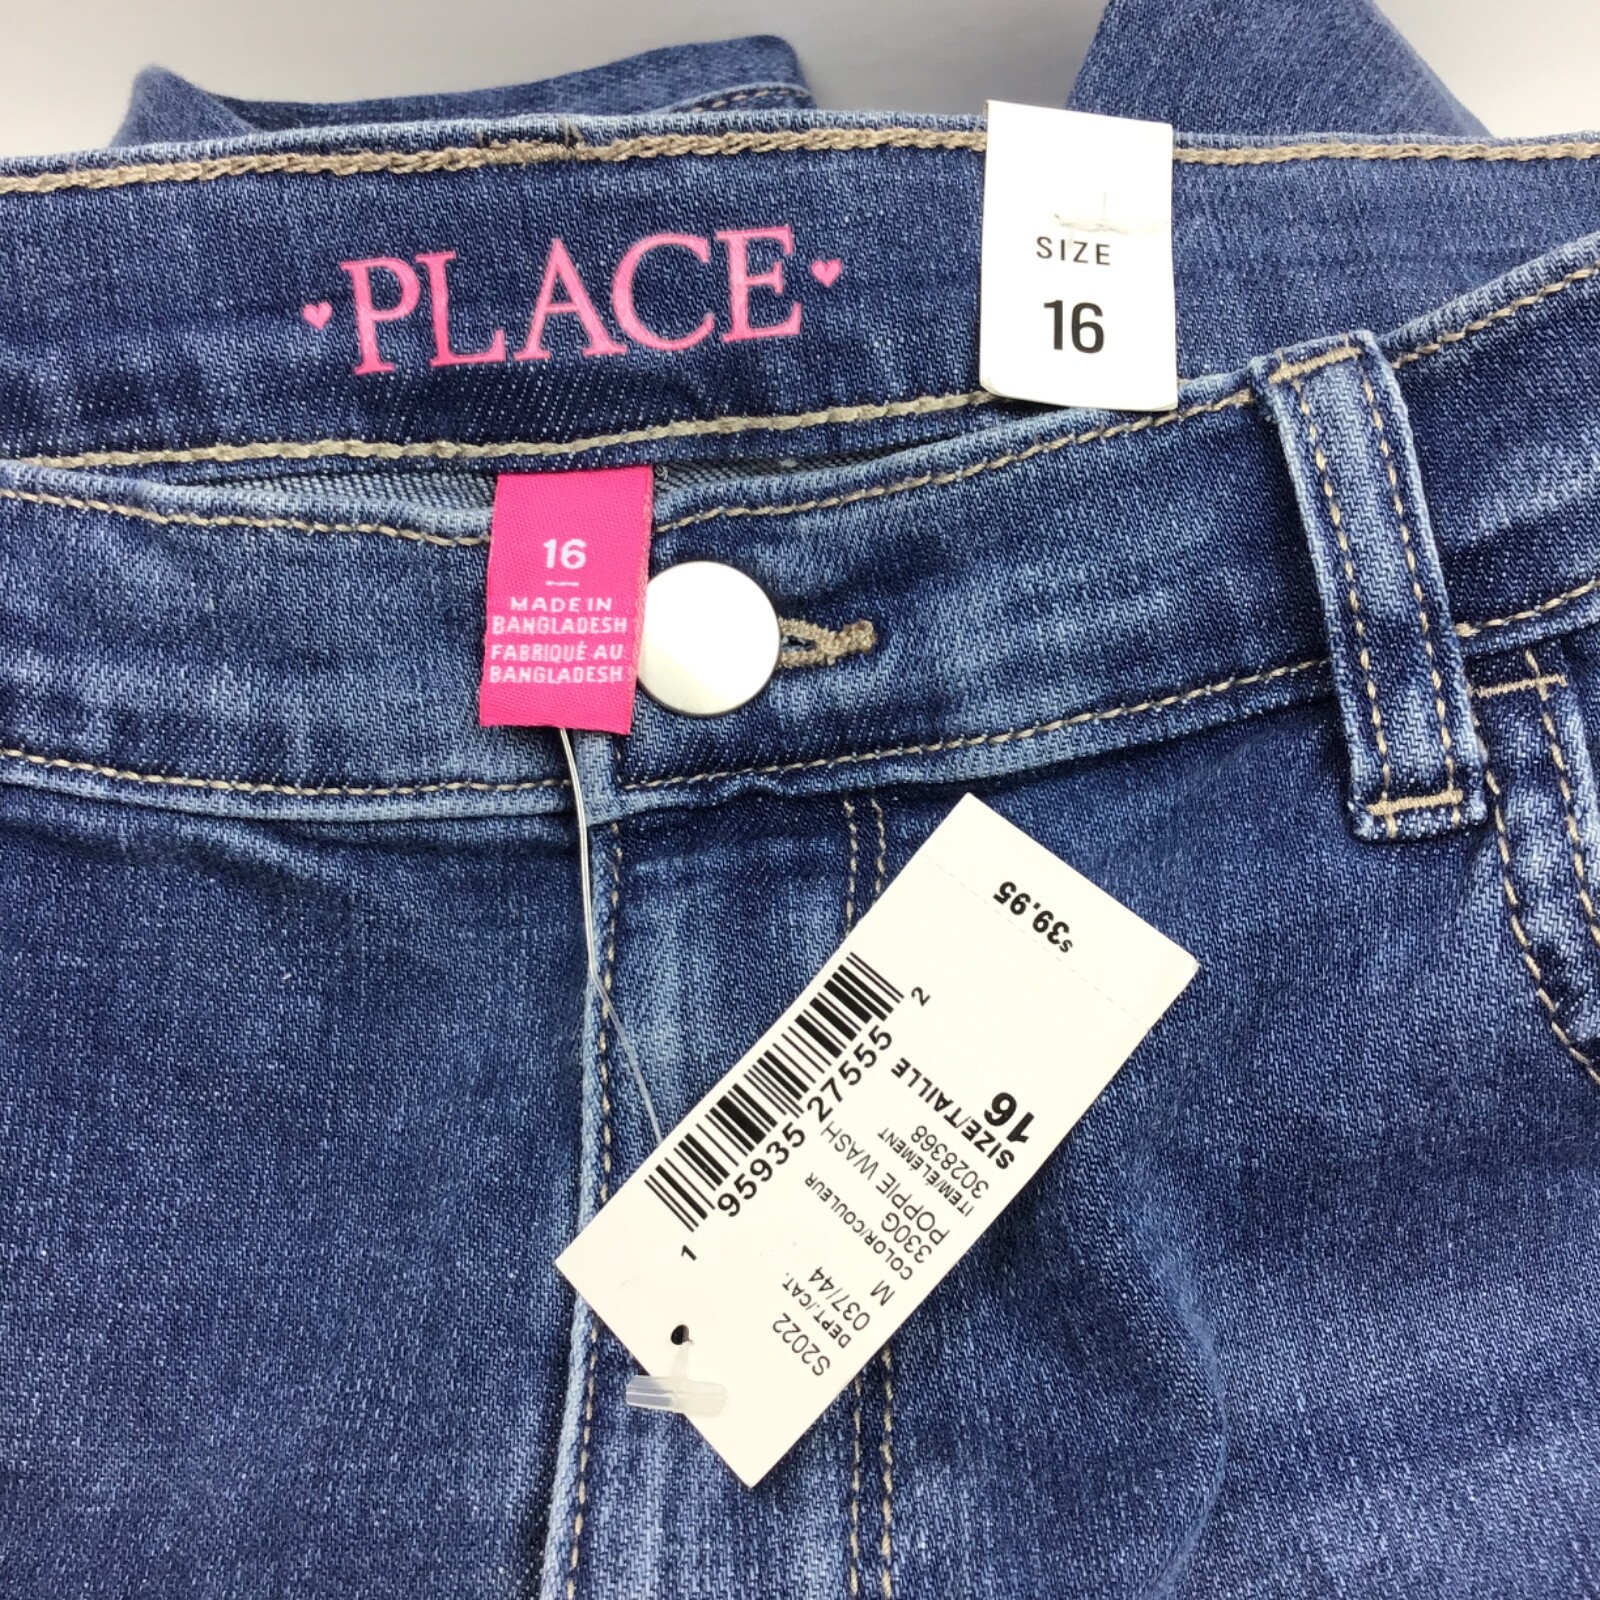 PLACE
SIZE
16
16
MADE IN
BANGLADESH
FABRIQUÉ AU
BANGLADESH
$39.95
1 95935 27555 2
SIZE/TAILLE
16
ITEM/ÉLÉMENT
3028368
COLOR/COULEUR
330G
POPPIE WASH
DEPT./CAT.
037/44
M
S2022